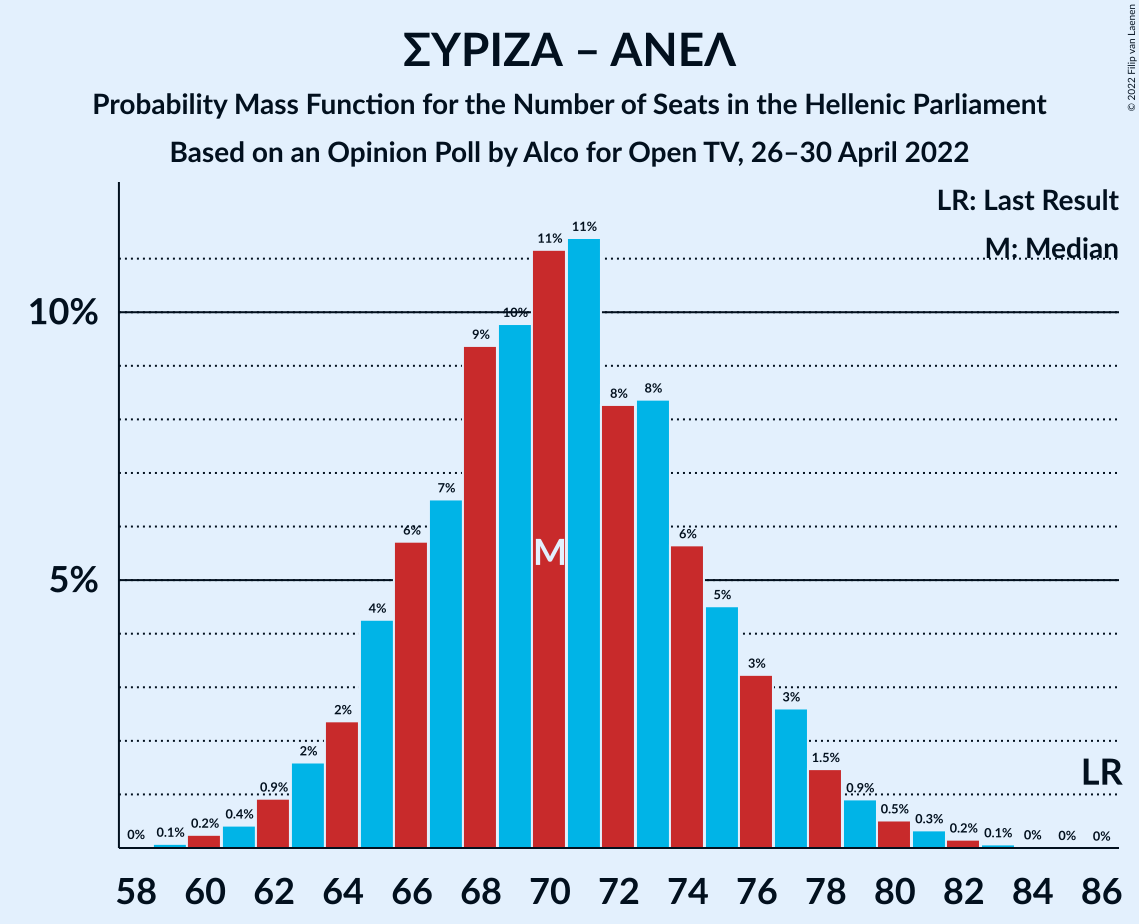 ΣΥΡΙΖΑ – ΑΝΕΛ
Probability Mass Function for the Number of Seats in the Hellenic Parliament
Based on an Opinion Poll by Alco for Open TV, 26–30 April 2022
© 2022 Filip van Laenen
LR: Last Result
M: Median
10%
5%
0% 0.1% 0.2% 0.4% 0.9% 2% 2% 4% 6% 7% 9% 10% 11% 11% 8% 8% 6% 5% 3% 3% 1.5% 0.9% 0.5% 0.3% 0.2% 0.1% 0% 0% 0%
M
LR
58 60 62 64 66 68 70 72 74 76 78 80 82 84 86